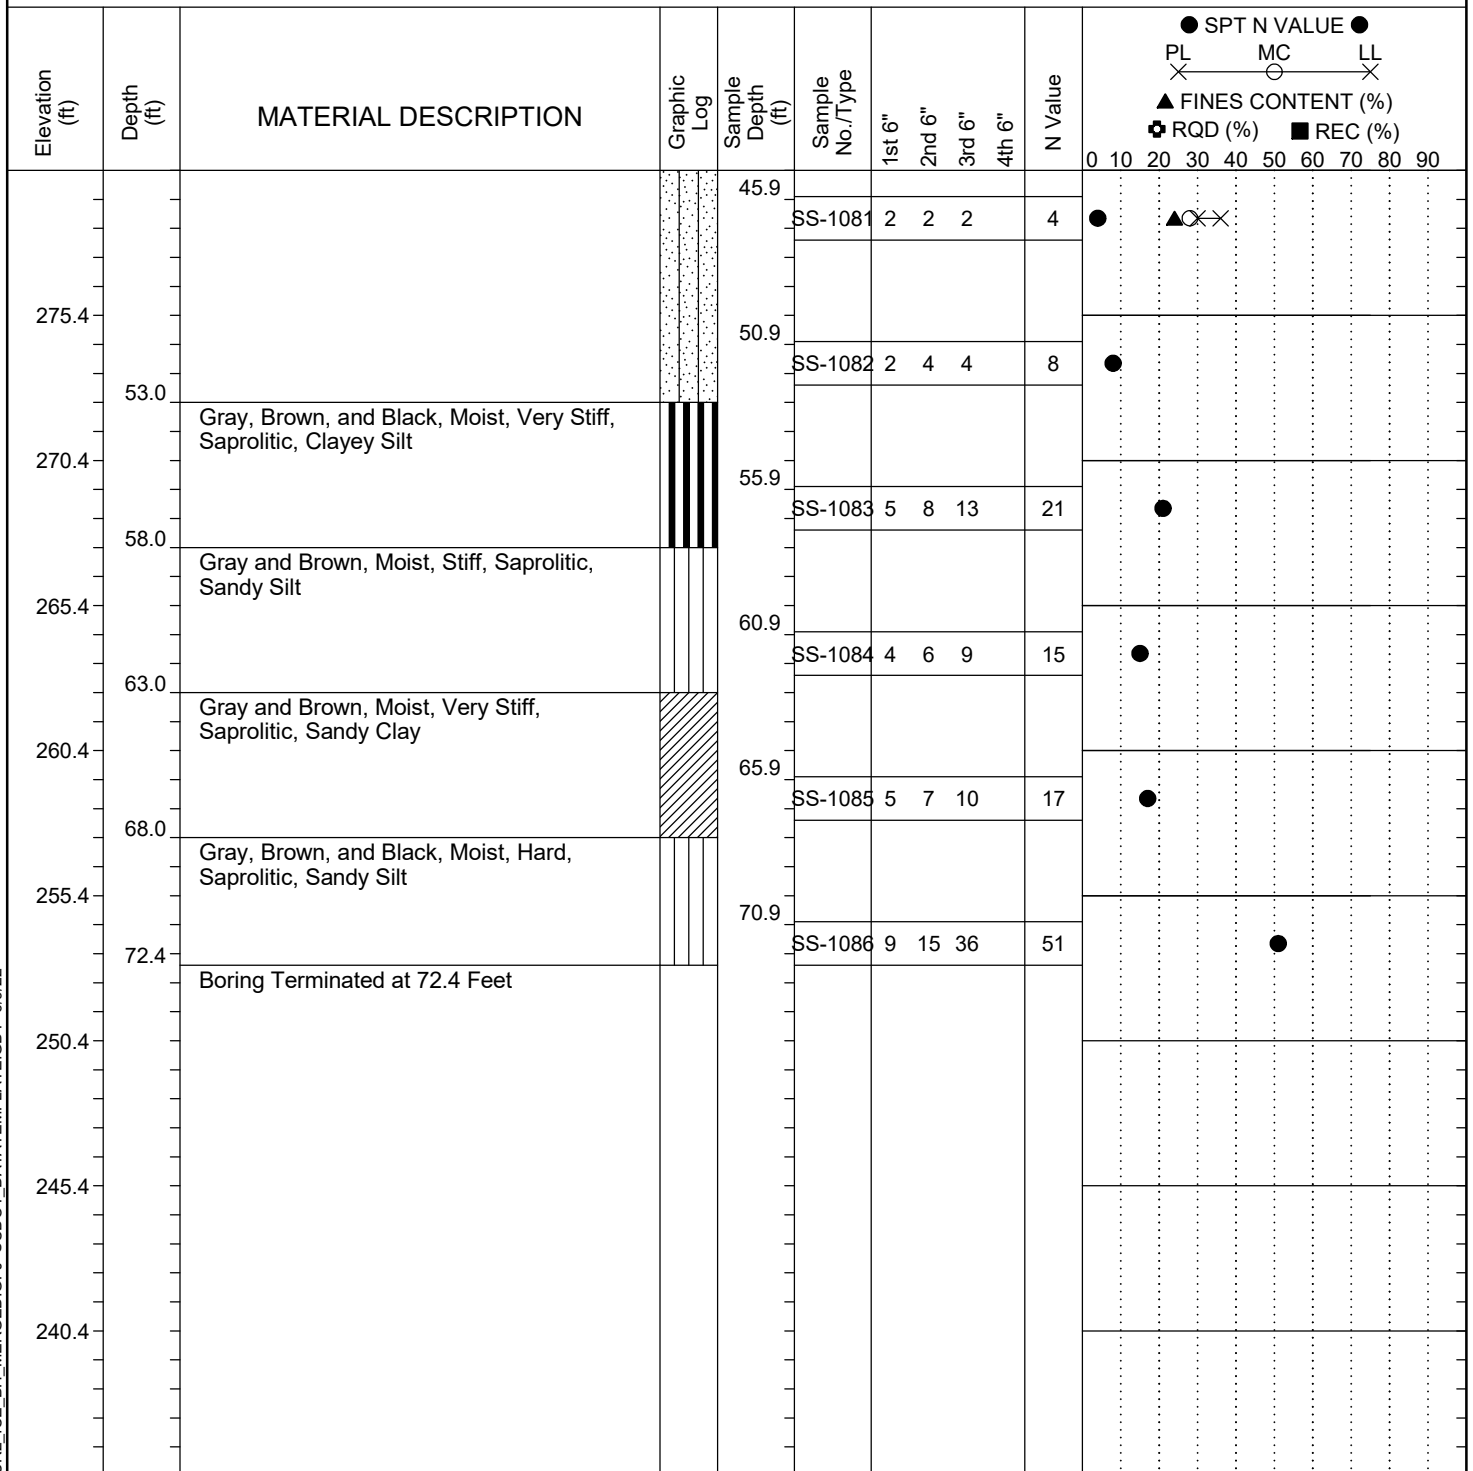 ● SPT N VALUE ●
PL MC LL
▲ FINES CONTENT (%)
RQD (%) ■ REC (%)
0 10 20 30 40 50 60 70 80 90
Elevation
(ft)
Depth
(ft)
MATERIAL DESCRIPTION
Graphic
Log
Sample
Depth
(ft)
Sample
No./Type
1st 6"
2nd 6"
3rd 6"
4th 6"
N Value
45.9
SS-1081 2 2 2 4
275.4
50.9
SS-1082 2 4 4 8
53.0
Gray, Brown, and Black, Moist, Very Stiff,
Saprolitic, Clayey Silt
270.4
55.9
SS-1083 5 8 13 21
58.0
Gray and Brown, Moist, Stiff, Saprolitic,
Sandy Silt
265.4
60.9
SS-1084 4 6 9 15
63.0
Gray and Brown, Moist, Very Stiff,
Saprolitic, Sandy Clay
260.4
65.9
SS-1085 5 7 10 17
68.0
Gray, Brown, and Black, Moist, Hard,
Saprolitic, Sandy Silt
255.4
70.9
SS-1086 9 15 36 51
72.4
Boring Terminated at 72.4 Feet
250.4
245.4
240.4